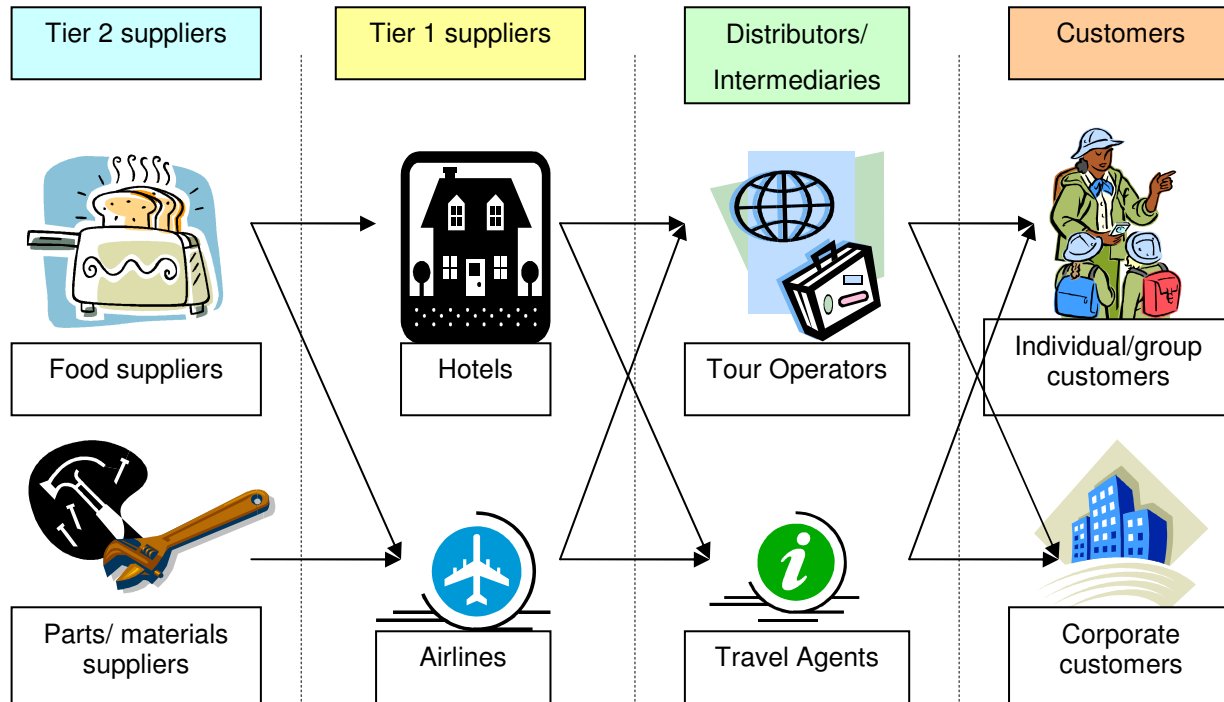 Tier 2 suppliers
Tier 1 suppliers
Distributors/
Intermediaries
Customers
Food suppliers
Hotels
Tour Operators
Individual/group
customers
Parts/ materials
suppliers
Airlines
i
Travel Agents
Corporate
customers